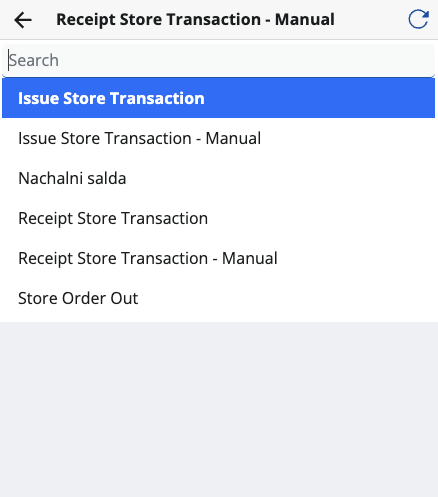 Receipt Store Transaction - Manual
Search
Issue Store Transaction
Issue Store Transaction - Manual
Nachalni salda
Receipt Store Transaction
Receipt Store Transaction - Manual
Store Order Out